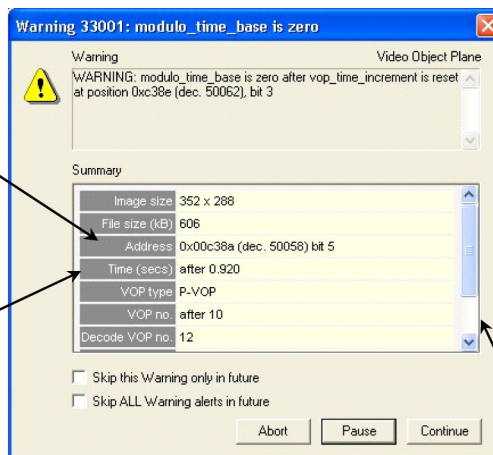 Warning 33001: modulo_time_base is zero
Warning Video Object Plane
WARNING: modulo_time_base is zero after vop_time_increment is reset
at position 0xc38e (dec. 50062), bit 3
Summary
Image size 352 x 288
File size (kB) 606
Address 0x00c38a (dec. 50058) bit 5
Time (secs) after 0.920
VOP type P-VOP
VOP no. after 10
Decode VOP no. 12
Skip this Warning only in future
Skip ALL Warning alerts in future
Abort Pause Continue